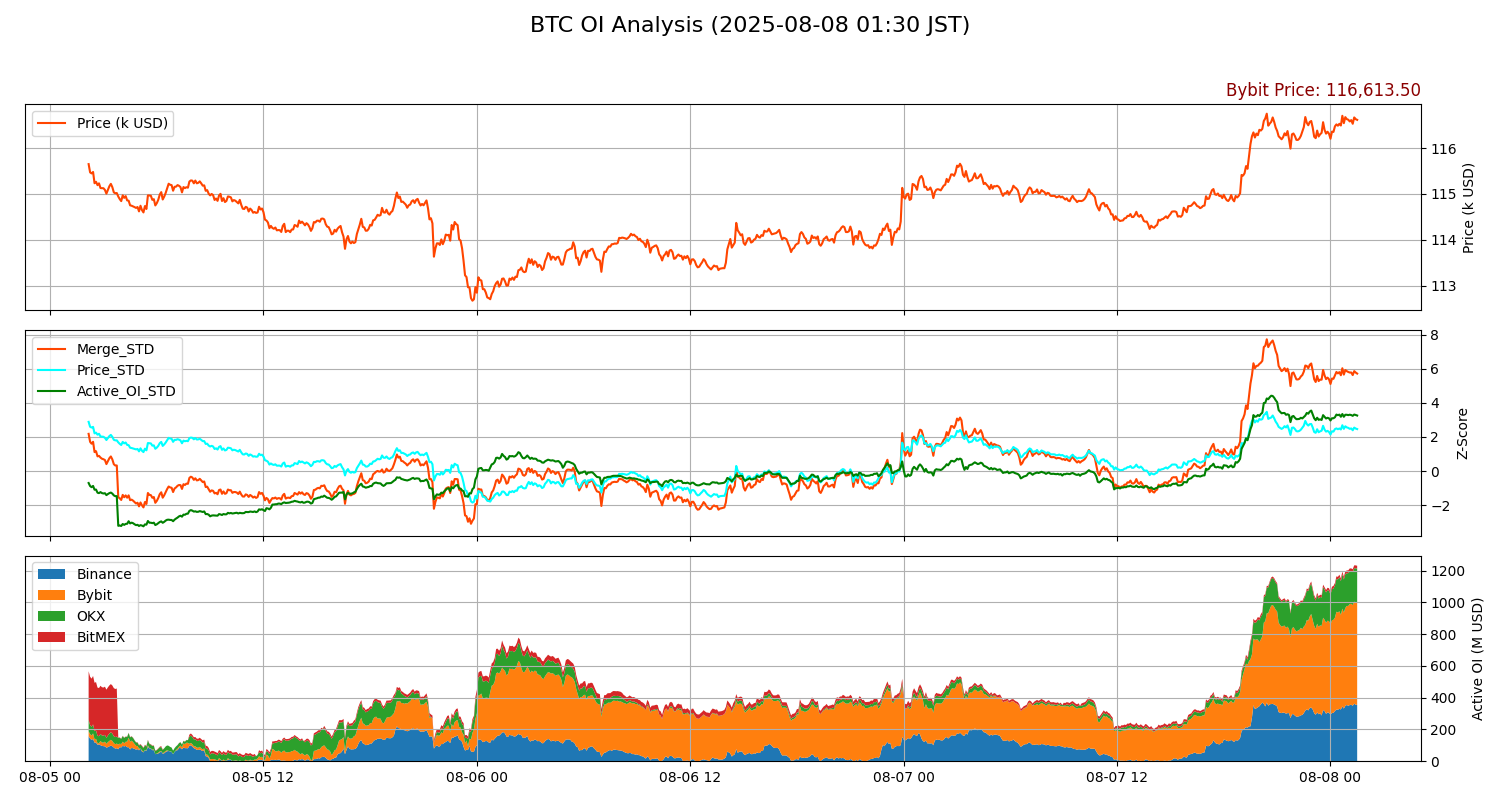 BTC OI Analysis (2025-08-08 01:30 JST)
Bybit Price: 116,613.50
Price (k USD)
116
115
114
113
Price (k USD)
Merge_STD
Price_STD
Active_OI_STD
8
6
4
2
0
−2
Z-Score
Binance
Bybit
OKX
BitMEX
1200
1000
800
600
400
200
0
Active OI (M USD)
08-05 00
08-05 12
08-06 00
08-06 12
08-07 00
08-07 12
08-08 00